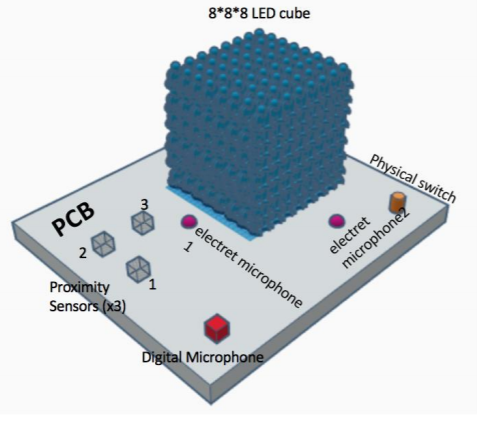 8*8*8 LED cube
Physical switch
PCB
3
2
1
electret microphone
1
electret
microphone2
Proximity
Sensors (x3)
Digital Microphone